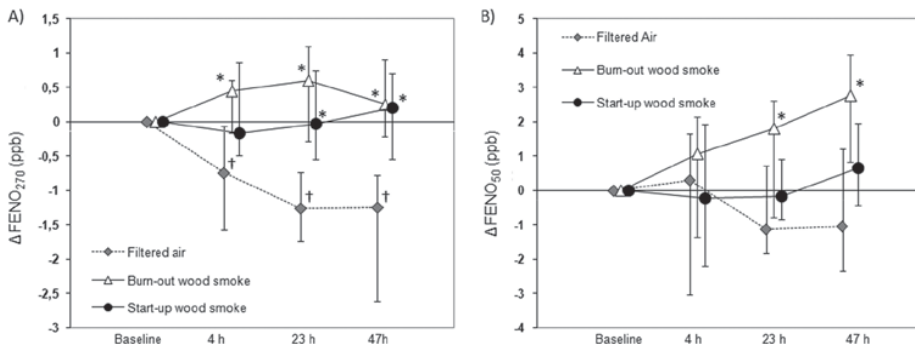 A)
ΔFENO270 (ppb)
1,5
1
0,5
0
-0,5
-1
-1,5
-2
-2,5
-3
*
*
*
*
*
†
†
†
Filtered air
Burn-out wood smoke
Start-up wood smoke
Baseline 4 h 23 h 47h
B)
ΔFENO50 (ppb)
5
4
3
2
1
0
-1
-2
-3
-4
Filtered Air
Burn-out wood smoke
Start-up wood smoke
*
*
Baseline 4 h 23 h 47 h